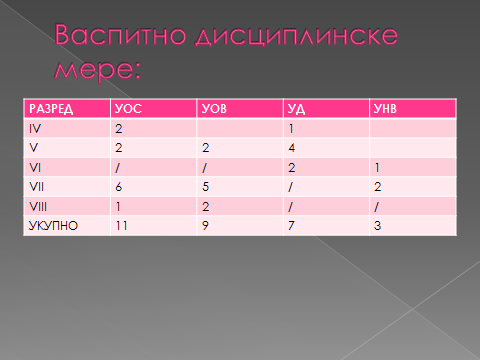 Васпитно дисциплинске
мере:
РАЗРЕД УОС УОВ УД УНВ
IV 2 1
V 2 2 4
VI / / 2 1
VII 6 5 / 2
VIII 1 2 / /
УКУПНО 11 9 7 3